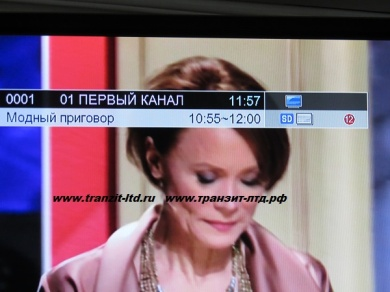 0001 01 ПЕРВЫЙ КАНАЛ 11:57
Модный приговор 10:55~12:00 SD 12
www.tranzit-ltd.ru www.транзит-лтд.рф